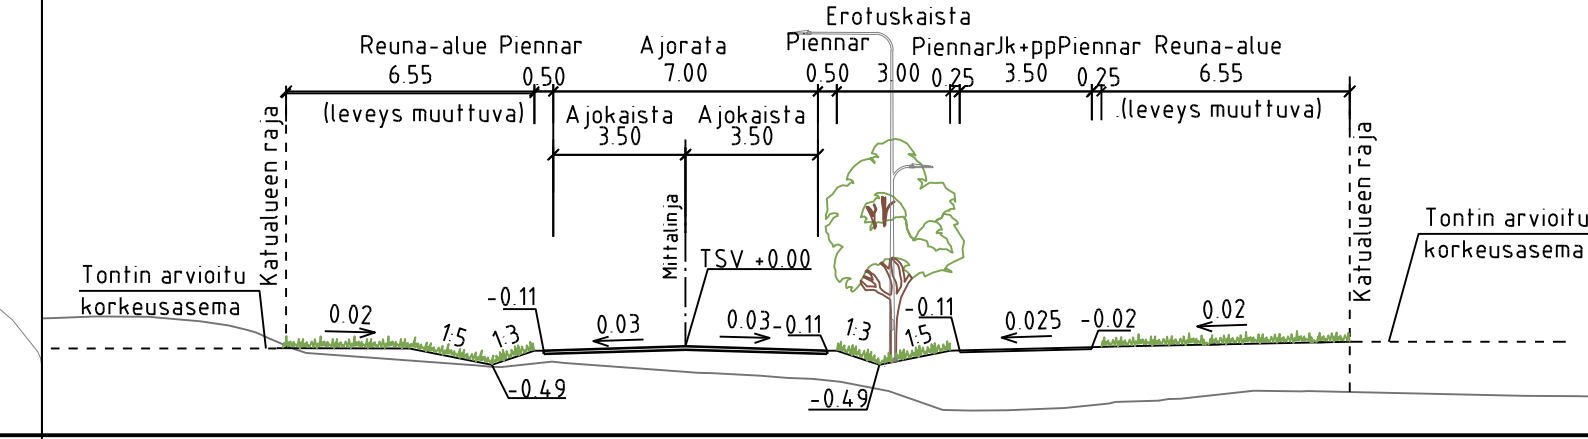 Erotuskaista
Reuna-alue Piennar Ajorata Piennar Piennar Jk+pp Piennar Reuna-alue
6.55 0.50 7.00 0.50 3.00 0.25 3.50 0.25 6.55
(leveys muuttuva) Ajokaista Ajokaista (leveys muuttuva)
3.50 3.50
Katualueen raja
Mittalinja
Katualueen raja
Tontin arvioitu
korkeusasema
TSV +0.00
Tontin arvioitu
korkeusasema
0.02 1:5 1:3 -0.11 0.03 0.03 -0.11 1:3 1:5 -0.11 0.025 -0.02 0.02
-0.49 -0.49